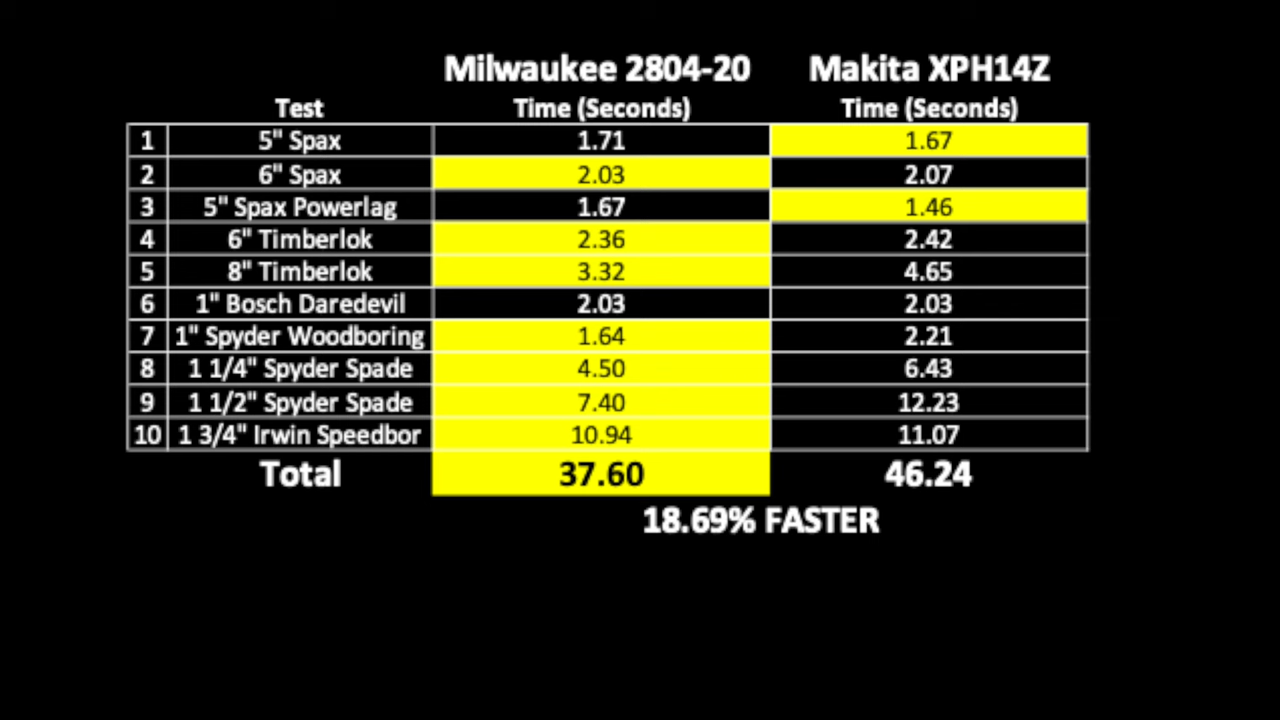 Milwaukee 2804-20 Makita XPH14Z
Test Time (Seconds) Time (Seconds)
1 5" Spax 1.71 1.67
2 6" Spax 2.03 2.07
3 5" Spax Powerlag 1.67 1.46
4 6" Timberlok 2.36 2.42
5 8" Timberlok 3.32 4.65
6 1" Bosch Daredevil 2.03 2.03
7 1" Spyder Woodboring 1.64 2.21
8 1 1/4" Spyder Spade 4.50 6.43
9 1 1/2" Spyder Spade 7.40 12.23
10 1 3/4" Irwin Speedbor 10.94 11.07
Total 37.60 46.24
18.69% FASTER